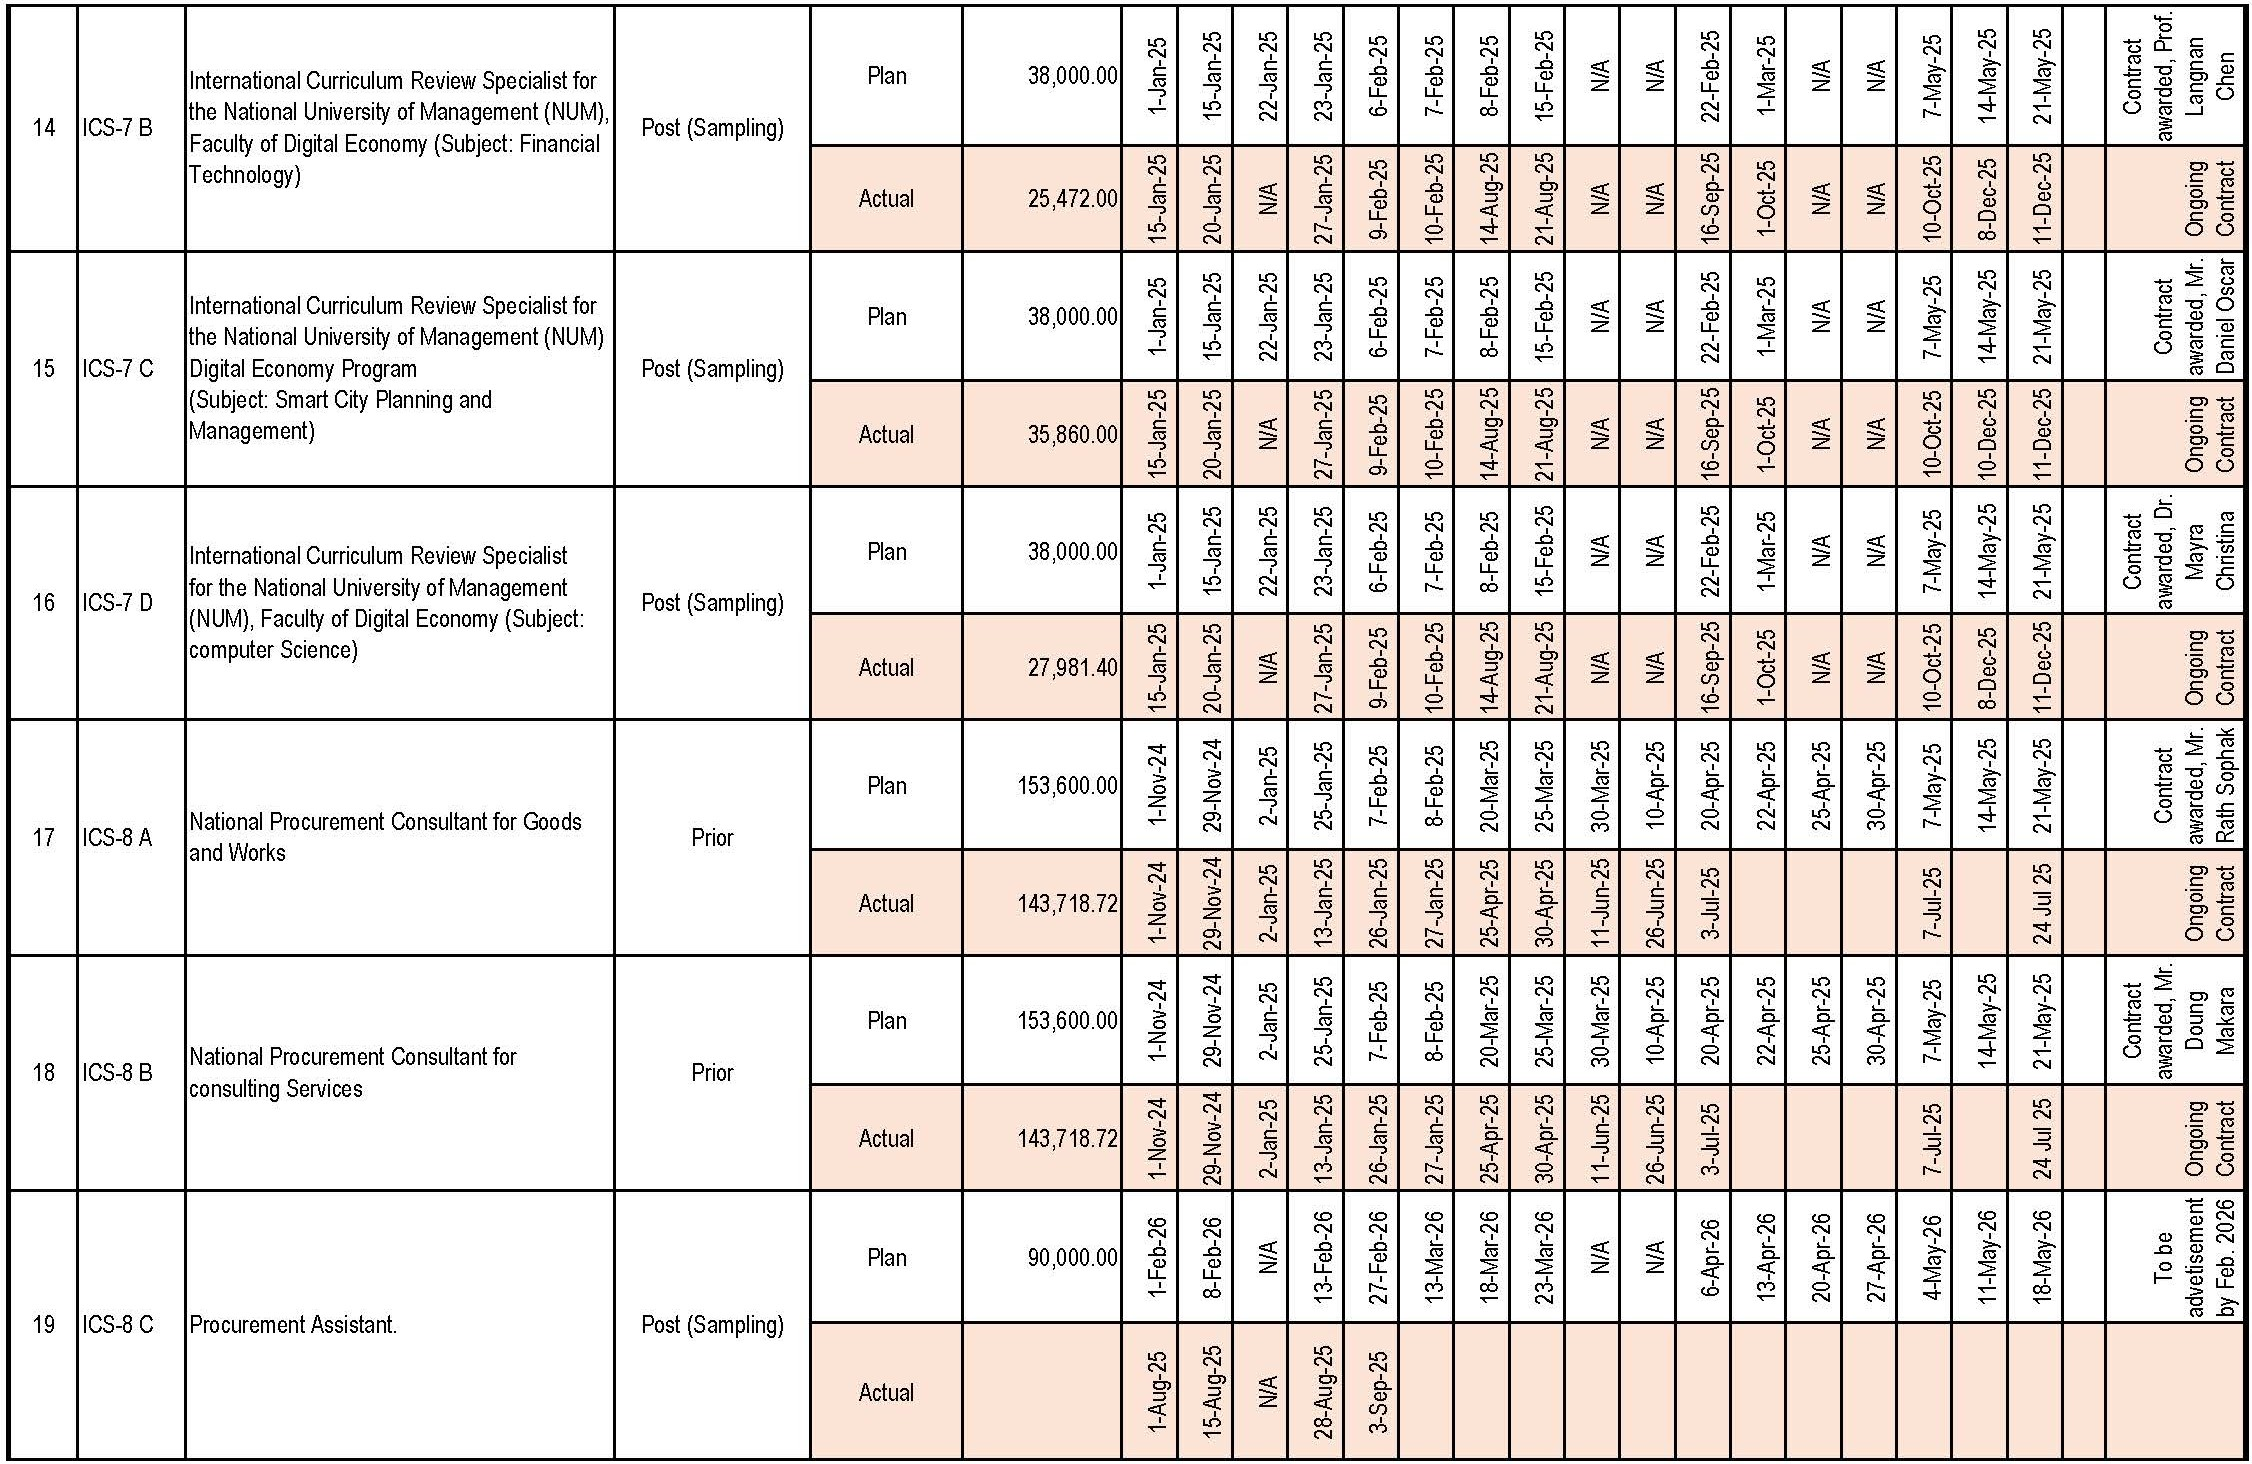 14
ICS-7 B
International Curriculum Review Specialist for
the National University of Management (NUM),
Faculty of Digital Economy (Subject: Financial
Technology)
Post (Sampling)
Plan
38,000.00
1-Jan-25
15-Jan-25
22-Jan-25
23-Jan-25
6-Feb-25
7-Feb-25
8-Fegb-25
15-Feb-25
N/A
N/A
22-Feb-25
1-Mar-25
N/A
N/A
7-May-25
14-May-25
21-May-25
Contract
awarded, Prof.
Langnan
Chen
Actual
25,472.00
15-Jan-25
20-Jan-25
N/A
27-Jan-25
9-Feb-25
10-Feb-25
14-Aug-25
21-Aug-25
N/A
N/A
16-Sep-25
1-Oct-25
N/A
N/A
10-Oct-25
8-Dec-25
11-Dec-25
Ongoing
Contract
15
ICS-7 C
International Curriculum Review Specialist for
the National University of Management (NUM)
Digital Economy Program
(Subject: Smart City Planning and
Management)
Post (Sampling)
Plan
38,000.00
1-Jan-25
15-Jan-25
22-Jan-25
23-Jan-25
6-Feb-25
7-Feb-25
8-Feb-25
15-Feb-25
N/A
N/A
22-Feb-25
1-Mar-25
N/A
N/A
7-May-25
14-May-25
21-May-25
Contract
awarded, Mr.
Daniel Oscar
Actual
35,860.00
15-Jan-25
20-Jan-25
N/A
27-Jan-25
9-Feb-25
10-Feb-25
14-Aug-25
21-Aug-25
N/A
N/A
16-Sep-25
1-Oct-25
N/A
N/A
10-Oct-25
10-Dec-25
11-Dec-25
Ongoing
Contract
16
ICS-7 D
International Curriculum Review Specialist
for the National University of Management
(NUM), Faculty of Digital Economy (Subject:
computer Science)
Post (Sampling)
Plan
38,000.00
1-Jan-25
15-Jan-25
22-Jan-25
23-Jan-25
6-Feb-25
7-Feb-25
8-Feb-25
15-Feb-25
N/A
N/A
22-Feb-25
1-Mar-25
N/A
N/A
7-May-25
14-May-25
21-May-25
Contract
awarded, Dr.
Mayra
Christina
Actual
27,981.40
15-Jan-25
20-Jan-25
N/A
27-Jan-25
9-Feb-25
10-Feb-25
14-Aug-25
21-Aug-25
N/A
N/A
16-Sep-25
1-Oct-25
N/A
N/A
10-Oct-25
8-Dec-25
11-Dec-25
Ongoing
Contract
17
ICS-8 A
National Procurement Consultant for Goods
and Works
Prior
Plan
153,600.00
1-Nov-24
29-Nov-24
2-Jan-25
25-Jan-25
7-Feb-25
8-Feb-25
20-Mar-25
25-Mar-25
30-Mar-25
10-Apr-25
20-Apr-25
22-Apr-25
25-Apr-25
30-Apr-25
7-May-25
14-May-25
21-May-25
Contract
awarded, Mr.
Rath Sophak
Actual
143,718.72
1-Nov-24
29-Nov-24
2-Jan-25
13-Jan-25
26-Jan-25
27-Jan-25
25-Apr-25
30-Apr-25
11-Jun-25
26-Jun-25
3-Jul-25
7-Jul-25
24 Jul 25
Ongoing
Contract
18
ICS-8 B
National Procurement Consultant for
consulting Services
Prior
Plan
153,600.00
1-Nov-24
29-Nov-24
2-Jan-25
25-Jan-25
7-Feb-25
8-Feb-25
20-Mar-25
25-Mar-25
30-Mar-25
10-Apr-25
20-Apr-25
22-Apr-25
25-Apr-25
30-Apr-25
7-May-25
14-May-25
21-May-25
Contract
awarded, Mr.
Doung
Makara
Actual
143,718.72
1-Nov-24
29-Nov-24
2-Jan-25
13-Jan-25
26-Jan-25
27-Jan-25
25-Apr-25
30-Apr-25
11-Jun-25
26-Jun-25
3-Jul-25
7-Jul-25
24 Jul 25
Ongoing
Contract
19
ICS-8 C
Procurement Assistant.
Post (Sampling)
Plan
90,000.00
1-Feb-26
8-Feb-26
N/A
13-Feb-26
27-Feb-26
13-Mar-26
18-Mar-26
23-Mar-26
N/A
N/A
6-Apr-26
13-Apr-26
20-Apr-26
27-Apr-26
4-May-26
11-May-26
18-May-26
To be
advetisement
by Feb. 2026
Actual
1-Aug-25
15-Aug-25
N/A
28-Aug-25
3-Sep-25